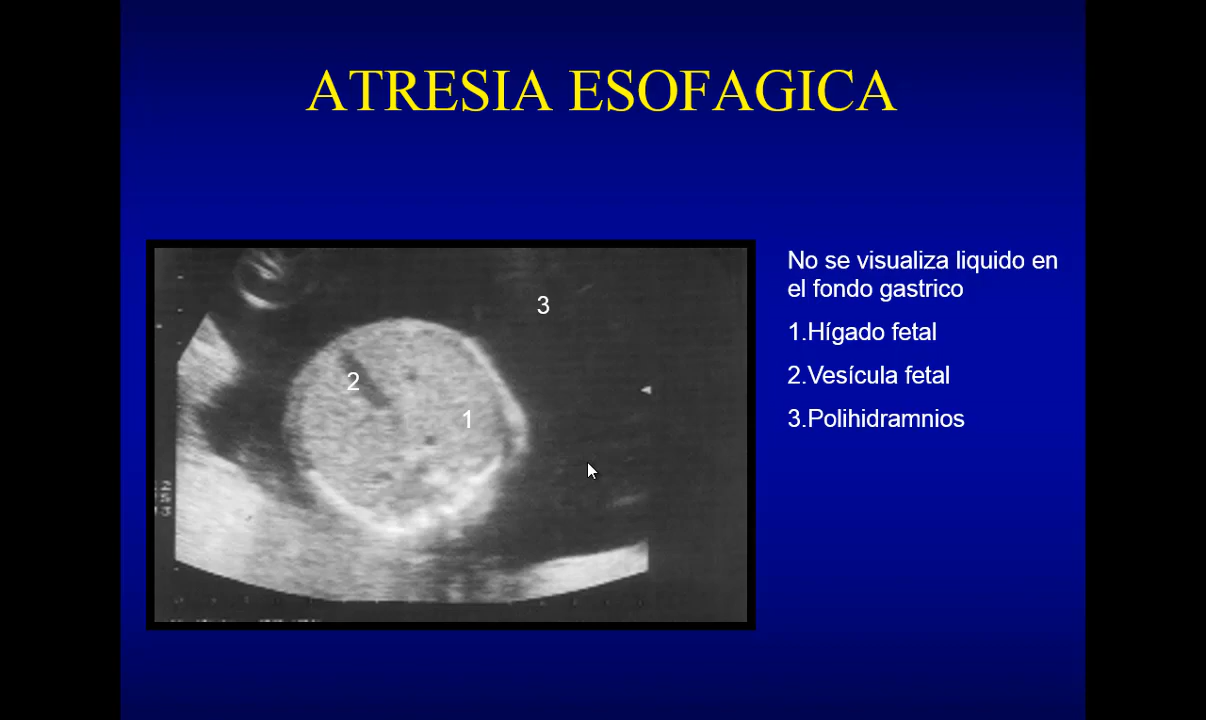 ATRESIA ESOFAGICA
3
2
1
No se visualiza liquido en
el fondo gastrico
1.Hígado fetal
2.Vesícula fetal
3.Polihidramnios